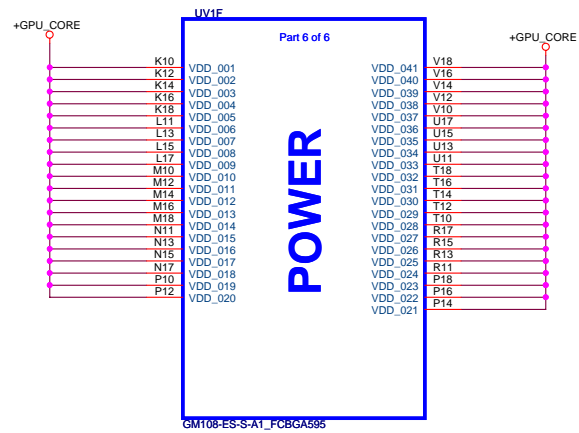 UV1F
+GPU_CORE
+GPU_CORE
Part 6 of 6
K10 VDD_001
K12 VDD_002
K14 VDD_003
K16 VDD_004
K18 VDD_005
L11 VDD_006
L13 VDD_007
L15 VDD_008
L17 VDD_009
M10 VDD_010
M12 VDD_011
M14 VDD_012
M16 VDD_013
M18 VDD_014
N11 VDD_015
N13 VDD_016
N15 VDD_017
N17 VDD_018
P10 VDD_019
P12 VDD_020
POWER
VDD_041 V18
VDD_040 V16
VDD_039 V14
VDD_038 V12
VDD_037 V10
VDD_036 U17
VDD_035 U15
VDD_034 U13
VDD_033 U11
VDD_032 T18
VDD_031 T16
VDD_030 T14
VDD_029 T12
VDD_028 T10
VDD_027 R17
VDD_026 R15
VDD_025 R13
VDD_024 R11
VDD_023 P18
VDD_022 P16
VDD_021 P14
GM108-ES-S-A1_FCBGA595